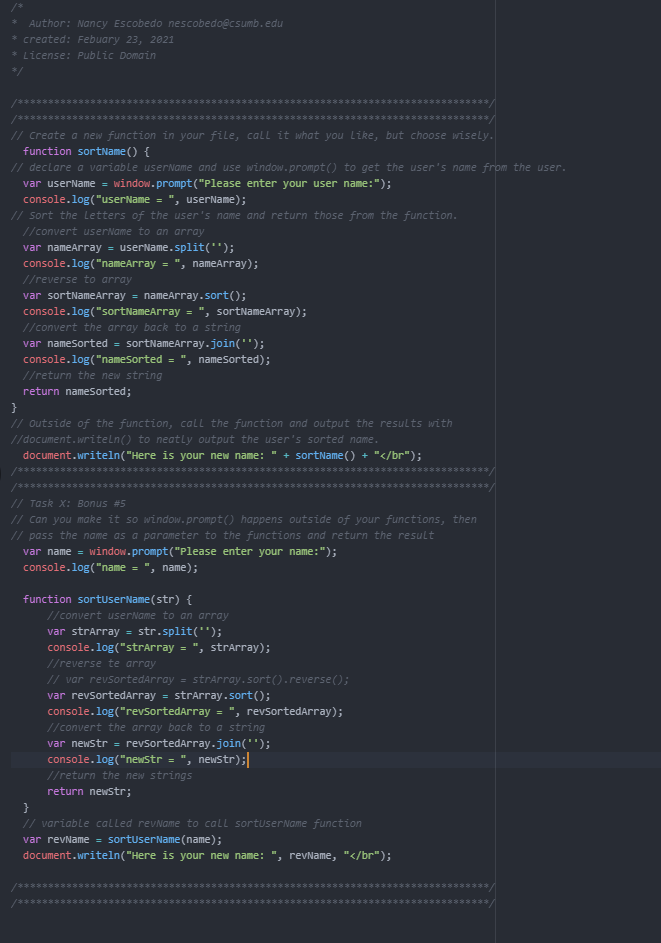 /*
*  Author: Nancy Escobedo nescobedo@csumb.edu
* created: Febuary 23, 2021
* License: Public Domain
*/
/******************************************************************************/
/******************************************************************************/
// Create a new function in your file, call it what you like, but choose wisely.
function sortName() {
// declare a variable userName and use window.prompt() to get the user's name from the user.
var userName = window.prompt("Please enter your user name:");
console.log("userName = ", userName);
// Sort the letters of the user's name and return those from the function.
//convert userName to an array
var nameArray = userName.split('');
console.log("nameArray = ", nameArray);
//reverse to array
var sortNameArray = nameArray.sort();
console.log("sortNameArray = ", sortNameArray);
//convert the array back to a string
var nameSorted = sortNameArray.join('');
console.log("nameSorted = ", nameSorted);
//return the new string
return nameSorted;
}
// Outside of the function, call the function and output the results with
//document.writeln() to neatly output the user's sorted name.
document.writeln("Here is your new name: " + sortName() + "</br");
/******************************************************************************/
/******************************************************************************/
// Task X: Bonus #5
// Can you make it so window.prompt() happens outside of your functions, then
// pass the name as a parameter to the functions and return the result
var name = window.prompt("Please enter your name:");
console.log("name = ", name);
function sortUserName(str) {
//convert userName to an array
var strArray = str.split('');
console.log("strArray = ", strArray);
//reverse te array
// var revSortedArray = strArray.sort().reverse();
var revSortedArray = strArray.sort();
console.log("revSortedArray = ", revSortedArray);
//convert the array back to a string
var newStr = revSortedArray.join('');
console.log("newStr = ", newStr);
//return the new strings
return newStr;
}
// variable called revName to call sortUserName function
var revName = sortUserName(name);
document.writeln("Here is your new name: ", revName, "</br");
/******************************************************************************/
/******************************************************************************/